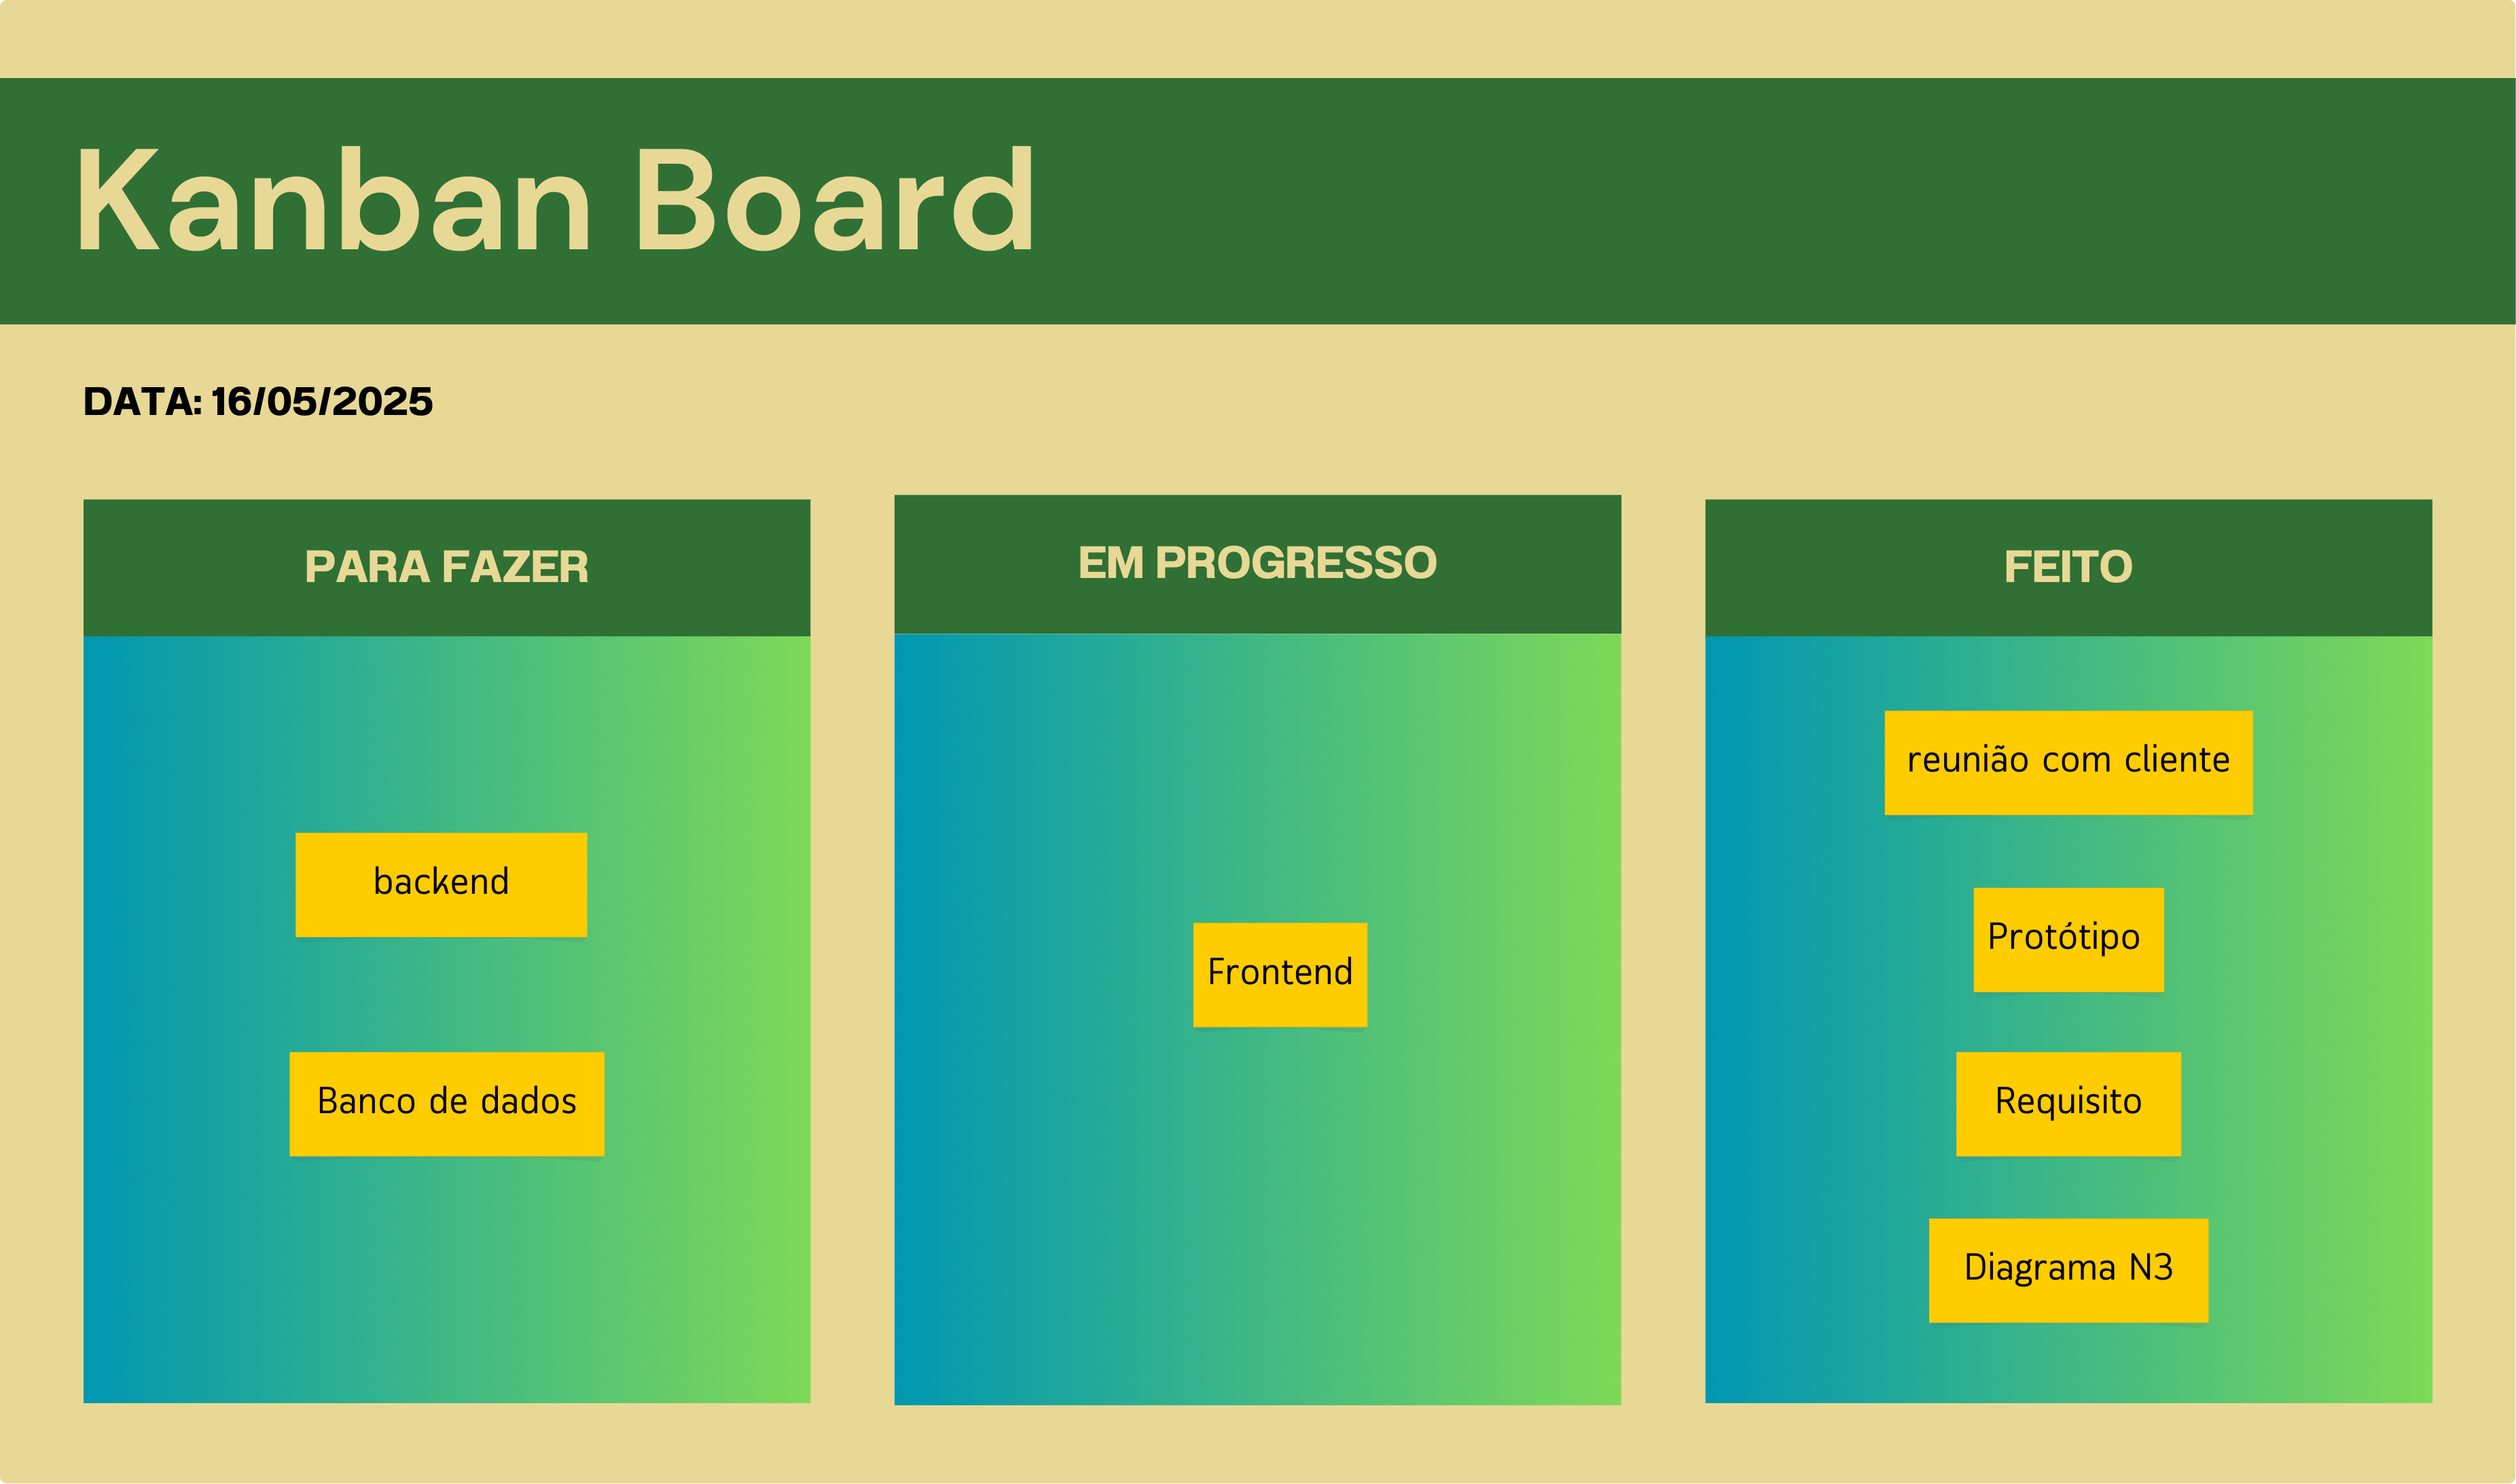 Kanban Board
DATA: 16/05/2025
PARA FAZER
backend
Banco de dados
EM PROGRESSO
Frontend
FEITO
reunião com cliente
Protótipo
Requisito
Diagrama N3